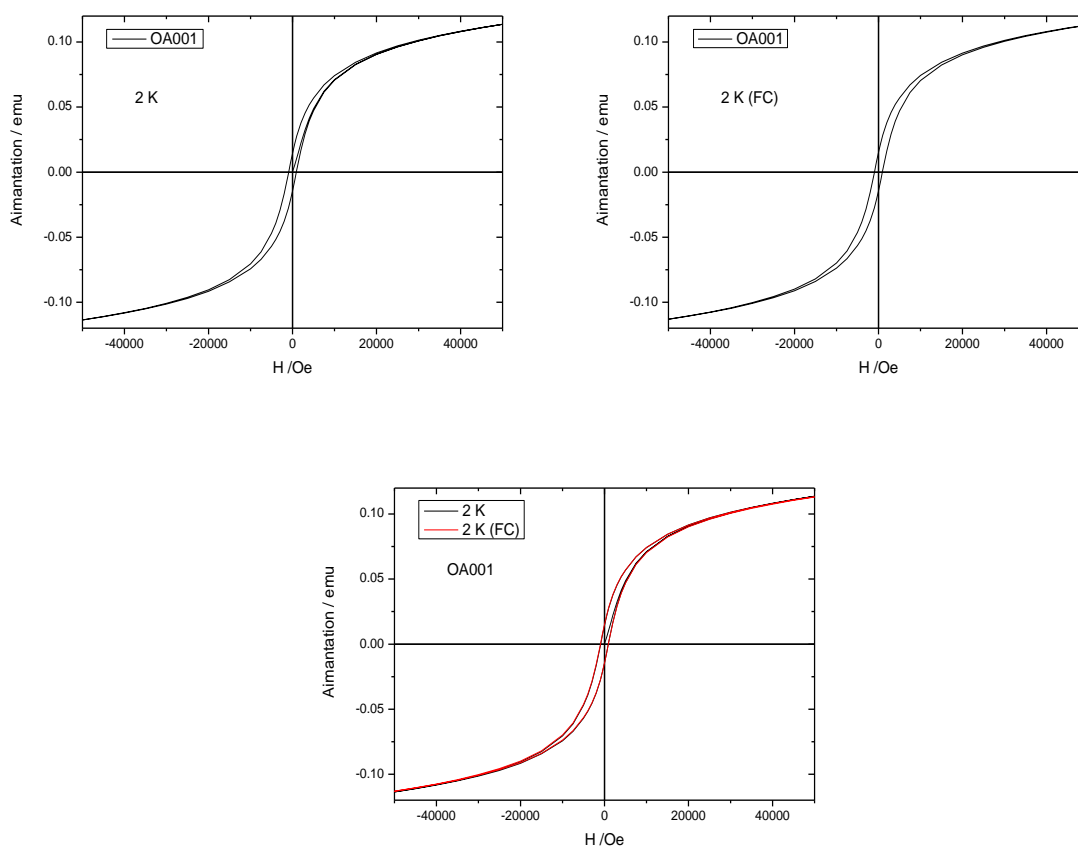 OA001
2 K
0.10
0.05
0.00
-0.05
-0.10
Aimantation / emu
-40000 -20000 0 20000 40000
H /Oe
OA001
2 K (FC)
0.10
0.05
0.00
-0.05
-0.10
Aimantation / emu
-40000 -20000 0 20000 40000
H /Oe
2 K
2 K (FC)
OA001
0.10
0.05
0.00
-0.05
-0.10
Aimantation / emu
-40000 -20000 0 20000 40000
H /Oe